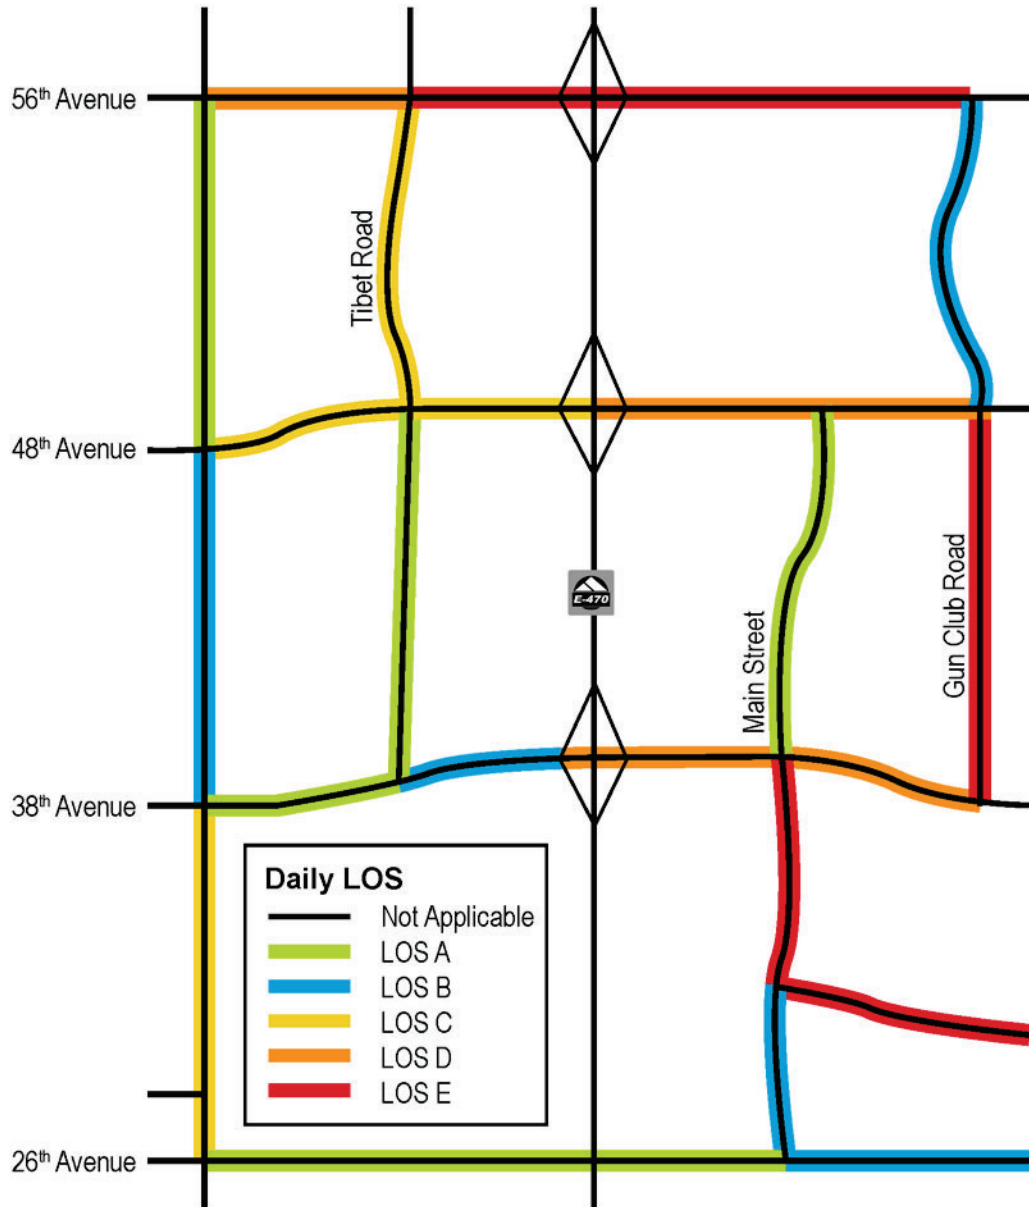 56th Avenue
Tibet Road
48th Avenue
E-470
Main Street
Gun Club Road
38th Avenue
Daily LOS
Not Applicable
LOS A
LOS B
LOS C
LOS D
LOS E
26th Avenue